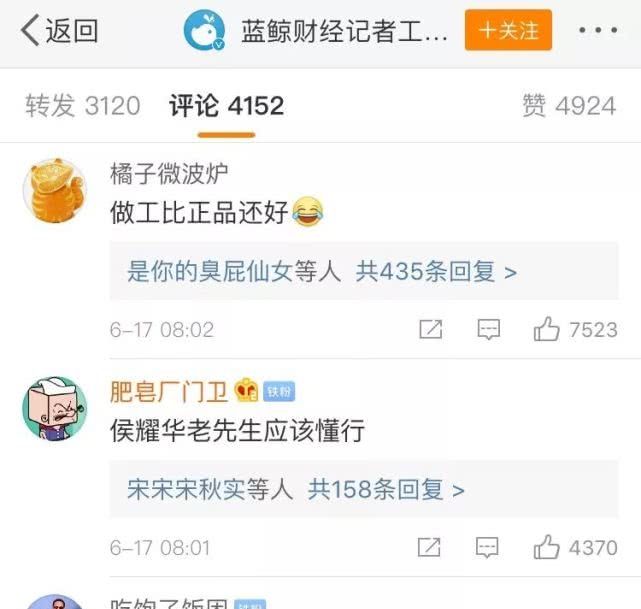 返回
蓝鲸财经记者工...
+关注
转发 3120 评论 4152 赞 4924
橘子微波炉
做工比正品还好
是你的臭屁仙女等人 共435条回复 >
6-17 08:02 7523
肥皂厂门卫 铁粉
侯耀华老先生应该懂行
宋宋宋秋实等人 共158条回复 >
6-17 08:01 4370